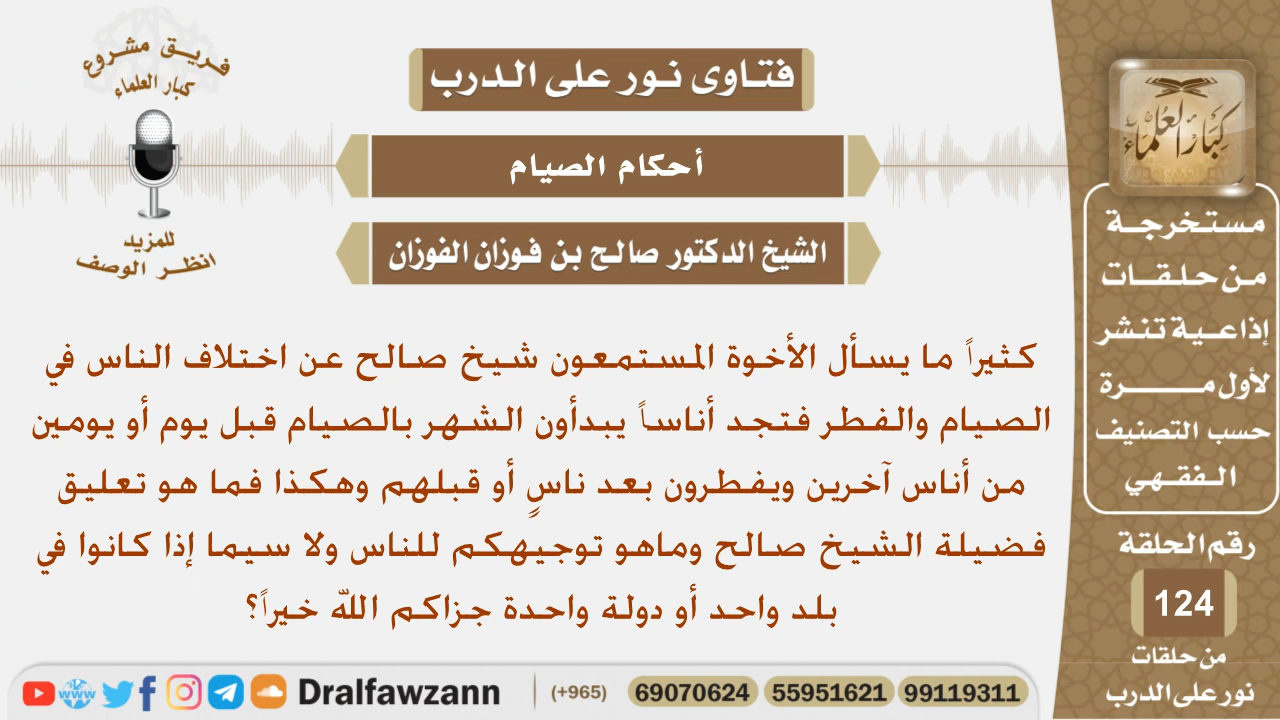 فتاوى نور على الدرب
أحكام الصيام
الشيخ الدكتور صالح بن فوزان الفوزان
كثيراً ما يسأل الأخوة المستمعون شيخ صالح عن اختلاف الناس في
الصيام والفطر فتجد أناساً يبدأون الشهر بالصيام قبل يوم أو يومين
من أناس آخرين ويفطرون بعد ناسٍ أو قبلهم وهكذا فما هو تعليق
فضيلة الشيخ صالح وماهو توجيهكم للناس ولا سيما إذا كانوا في
بلد واحد أو دولة واحدة جزاكم الله خيراً؟
كبار العلماء
مستخرجة
من حلقات
إذاعية تنشر
لأول مرة
حسب التصنيف
الفقهي
رقم الحلقة
124
من حلقات
نور على الدرب
فريق مشروع
كبار العلماء
للمزيد
انظر الوصف
www
Dralfawzann
(+965)
69070624
55951621
99119311